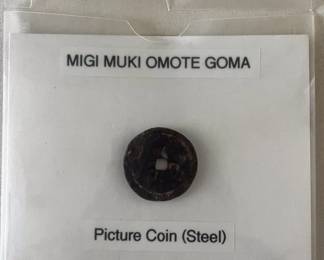 MIGI MUKI OMOTE GOMA
Picture Coin (Steel)